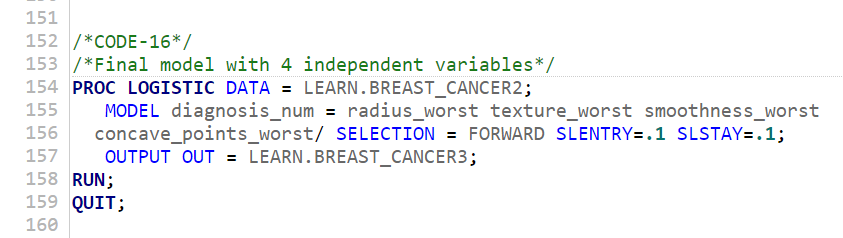 151
152 /*CODE-16*/
153 /*Final model with 4 independent variables*/
154 PROC LOGISTIC DATA = LEARN.BREAST_CANCER2;
155 MODEL diagnosis_num = radius_worst texture_worst smoothness_worst
156 concave_points_worst/ SELECTION = FORWARD SLENTRY=.1 SLSTAY=.1;
157 OUTPUT OUT = LEARN.BREAST_CANCER3;
158 RUN;
159 QUIT;
160